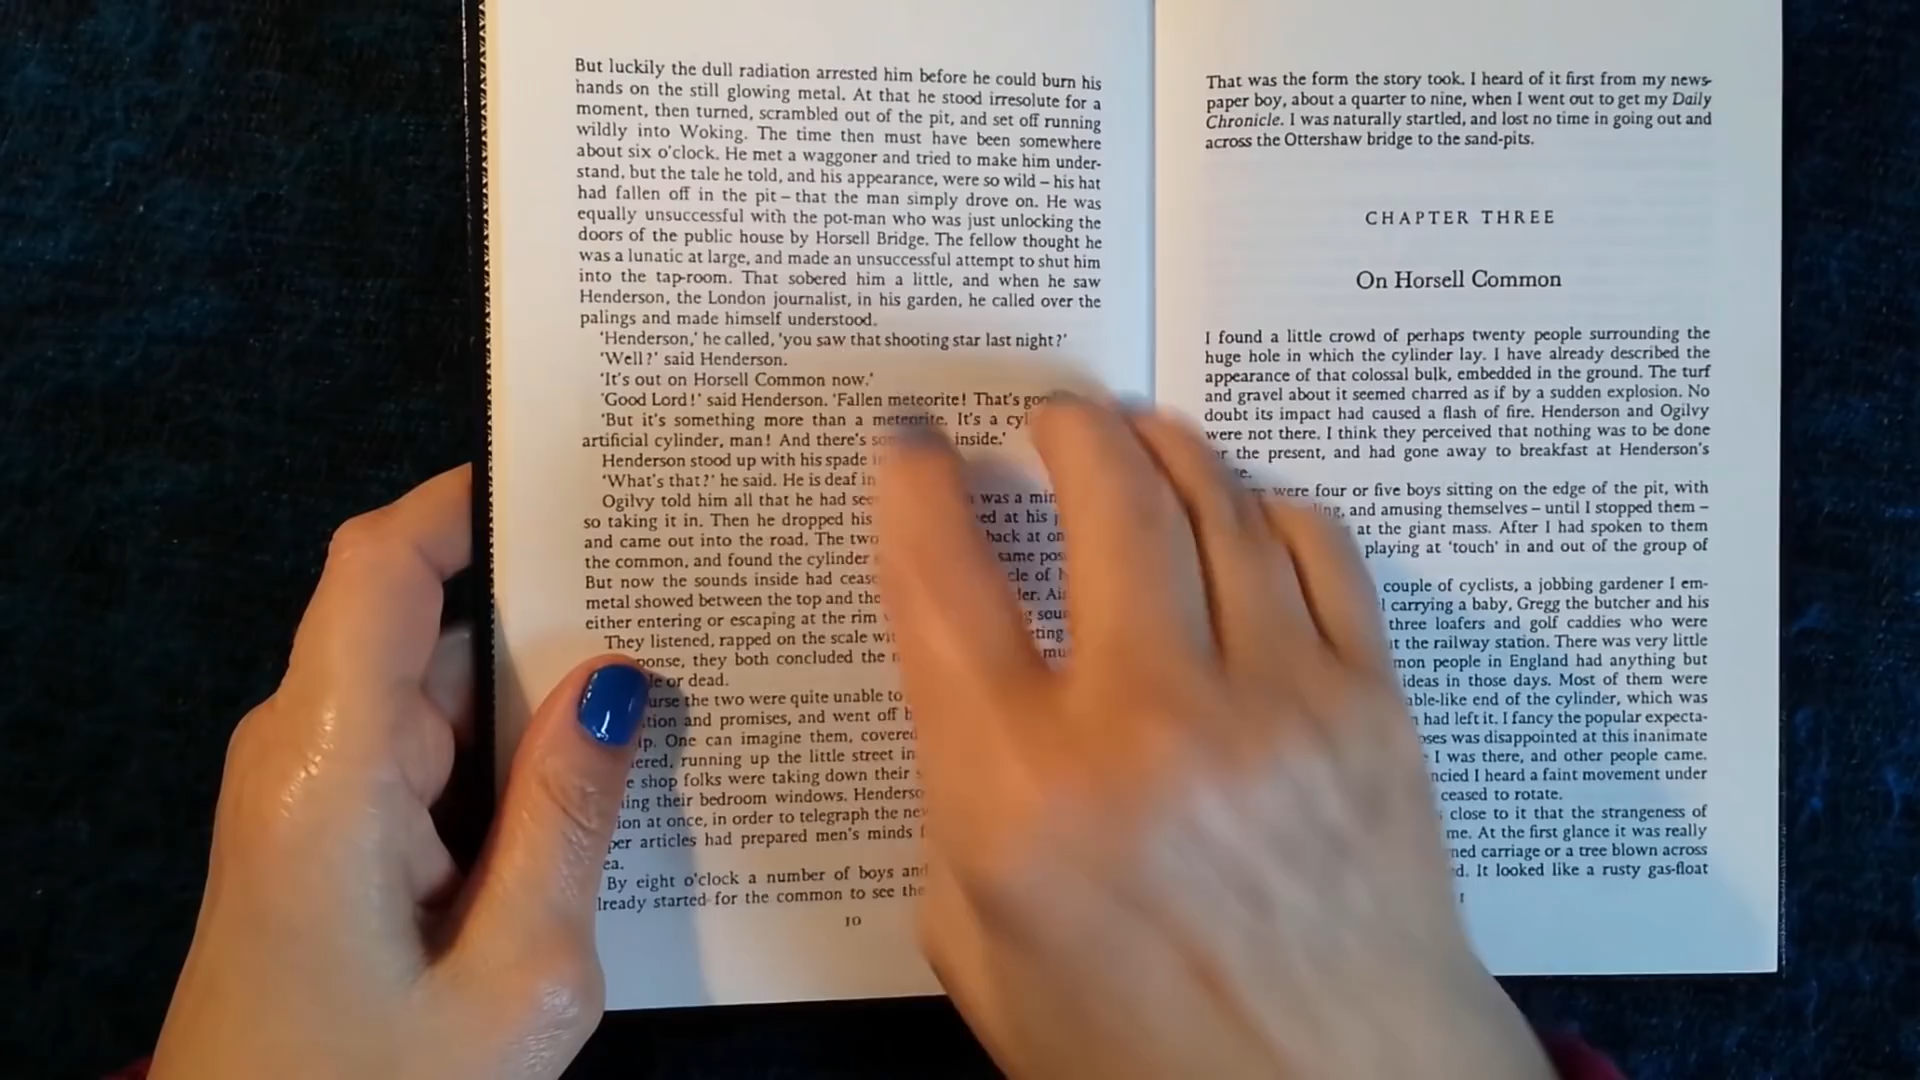 But luckily the dull radiation arrested him before he could burn his
hands on the still glowing metal. At that he stood irresolute for a
moment, then turned, scrambled out of the pit, and set off running
wildly into Woking. The time then must have been somewhere
about six o'clock. He met a waggoner and tried to make him under-
stand, but the tale he told, and his appearance, were so wild – his hat
had fallen off in the pit – that the man simply drove on. He was
equally unsuccessful with the pot-man who was just unlocking the
doors of the public house by Horsell Bridge. The fellow thought he
was a lunatic at large, and made an unsuccessful attempt to shut him
into the tap-room. That sobered him a little, and when he saw
Henderson, the London journalist, in his garden, he called over the
palings and made himself understood.
'Henderson,' he called, 'you saw that shooting star last night?'
'Well?' said Henderson.
'It's out on Horsell Common now.'
'Good Lord!' said Henderson. 'Fallen meteorite! That's
'But it's something more than a meteorite. It's a
artificial cylinder, man! And there's inside.'
Henderson stood up with his spade
'What's that?' he said. He is deaf in
Ogilvy told him all that he had was a
so taking it in. Then he dropped his at his
and came out into the road. The two back at
the common, and found the cylinder same
But now the sounds inside had of
metal showed between the top and the
either entering or escaping at the rim
They listened, rapped on the scale
they both concluded the
or dead.
the two were quite unable to
and promises, and went off
One can imagine them, covered
running up the little street in
shop folks were taking down their
their bedroom windows.
at once, in order to telegraph the
articles had prepared men's minds
By eight o'clock a number of boys and
started for the common to see the
10
That was the form the story took. I heard of it first from my news-
paper boy, about a quarter to nine, when I went out to get my Daily
Chronicle. I was naturally startled, and lost no time in going out and
across the Ottershaw bridge to the sand-pits.
CHAPTER THREE
On Horsell Common
I found a little crowd of perhaps twenty people surrounding the
huge hole in which the cylinder lay. I have already described the
appearance of that colossal bulk, embedded in the ground. The turf
and gravel about it seemed charred as if by a sudden explosion. No
doubt its impact had caused a flash of fire. Henderson and Ogilvy
were not there. I think they perceived that nothing was to be done
the present, and had gone away to breakfast at Henderson's
were four or five boys sitting on the edge of the pit, with
and amusing themselves – until I stopped them –
at the giant mass. After I had spoken to them
playing at 'touch' in and out of the group of
couple of cyclists, a jobbing gardener I em-
carrying a baby, Gregg the butcher and his
three loafers and golf caddies who were
the railway station. There was very little
people in England had anything but
ideas in those days. Most of them were
end of the cylinder, which was
had left it. I fancy the popular expecta-
was disappointed at this inanimate
I was there, and other people came.
I heard a faint movement under
ceased to rotate.
close to it that the strangeness of
me. At the first glance it was really
carriage or a tree blown across
It looked like a rusty gas-float